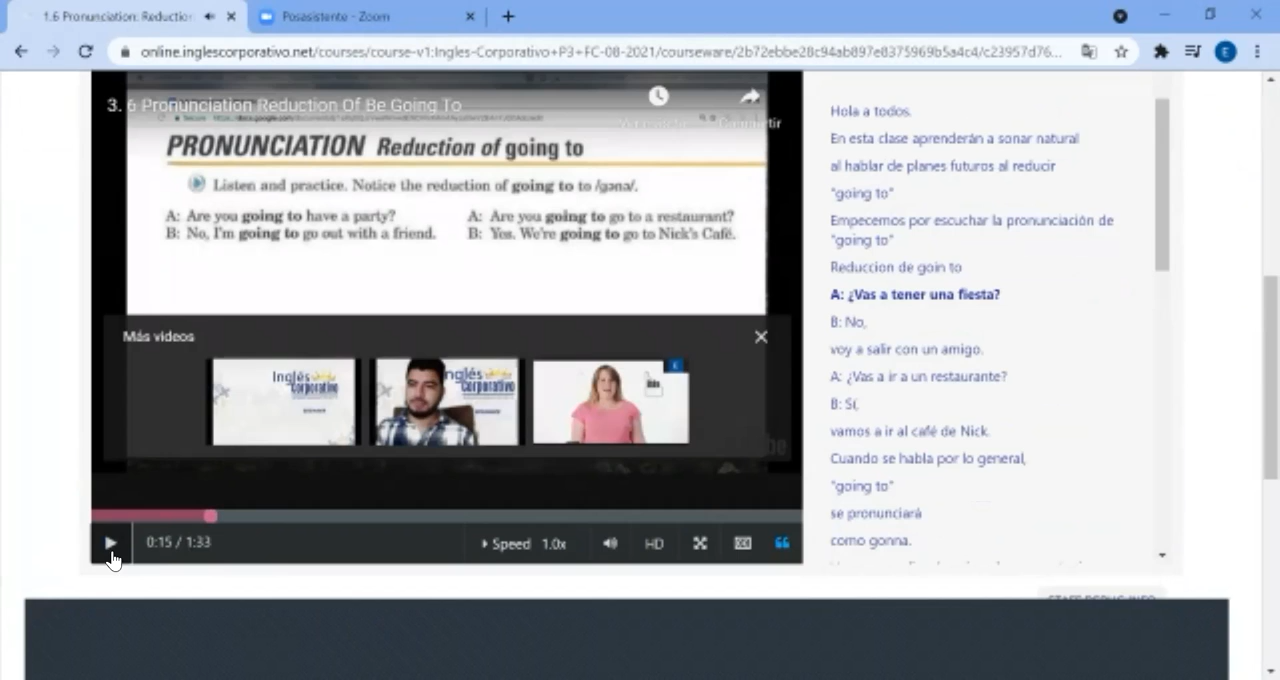 1.6 Pronunciation: Reduction
Posasistente - Zoom
online.inglescorporativo.net/courses/course-v1:Ingles-Corporativo+P3+FC-08-2021/courseware/2b72ebbe28c94ab897e8375969b5a4c4/c23957d76...
E
3. 6 Pronunciation Reduction Of Be Going To
PRONUNCIATION Reduction of going to
Listen and practice. Notice the reduction of going to to /gənə/.
A: Are you going to have a party?
B: No, I'm going to go out with a friend.
A: Are you going to go to a restaurant?
B: Yes. We're going to go to Nick's Café.
Más videos
Inglés
Corporativo
Inglés
Corporativo
0:15 / 1:33
Speed 1.0x
HD
CC
Hola a todos.
En esta clase aprenderán a sonar natural
al hablar de planes futuros al reducir
"going to"
Empecemos por escuchar la pronunciación de
"going to"
Reduccion de goin to
A: ¿Vas a tener una fiesta?
B: No,
voy a salir con un amigo.
A: ¿Vas a ir a un restaurante?
B: Sí,
vamos a ir al café de Nick.
Cuando se habla por lo general,
"going to"
se pronunciará
como gonna.
STAFF DEBUG INFO